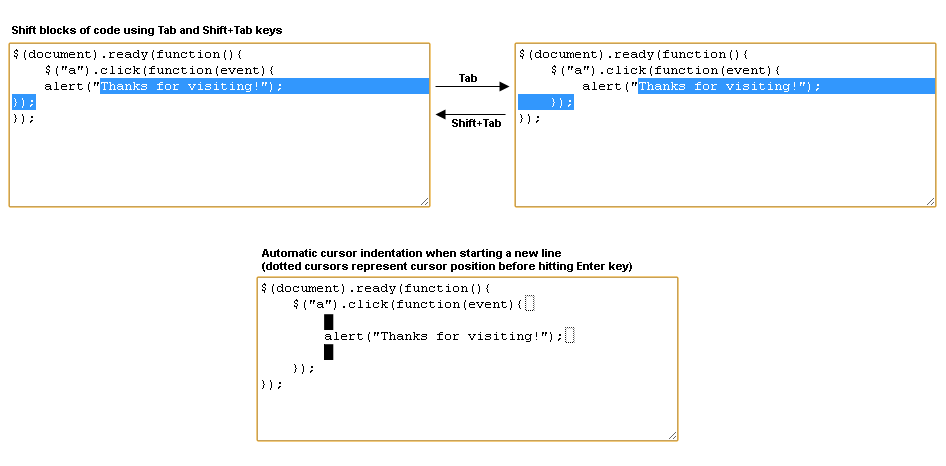 Shift blocks of code using Tab and Shift+Tab keys
$(document).ready(function(){
$("a").click(function(event){
alert("Thanks for visiting!");
});
});
Tab
Shift+Tab
$(document).ready(function(){
$("a").click(function(event){
alert("Thanks for visiting!");
});
});
Automatic cursor indentation when starting a new line
(dotted cursors represent cursor position before hitting Enter key)
$(document).ready(function(){
$("a").click(function(event){
alert("Thanks for visiting!");
});
});